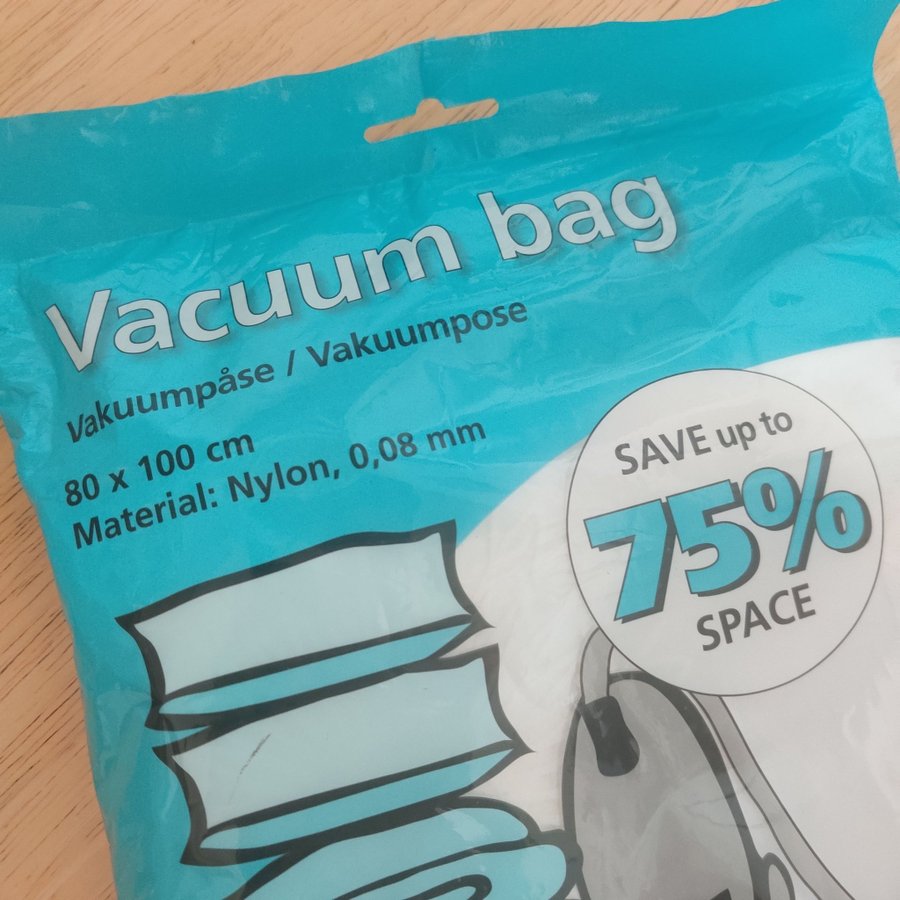 Vacuum bag
Vakuumpåse / Vakuumpose
80 x 100 cm
Material: Nylon, 0,08 mm
SAVE up to
75%
SPACE